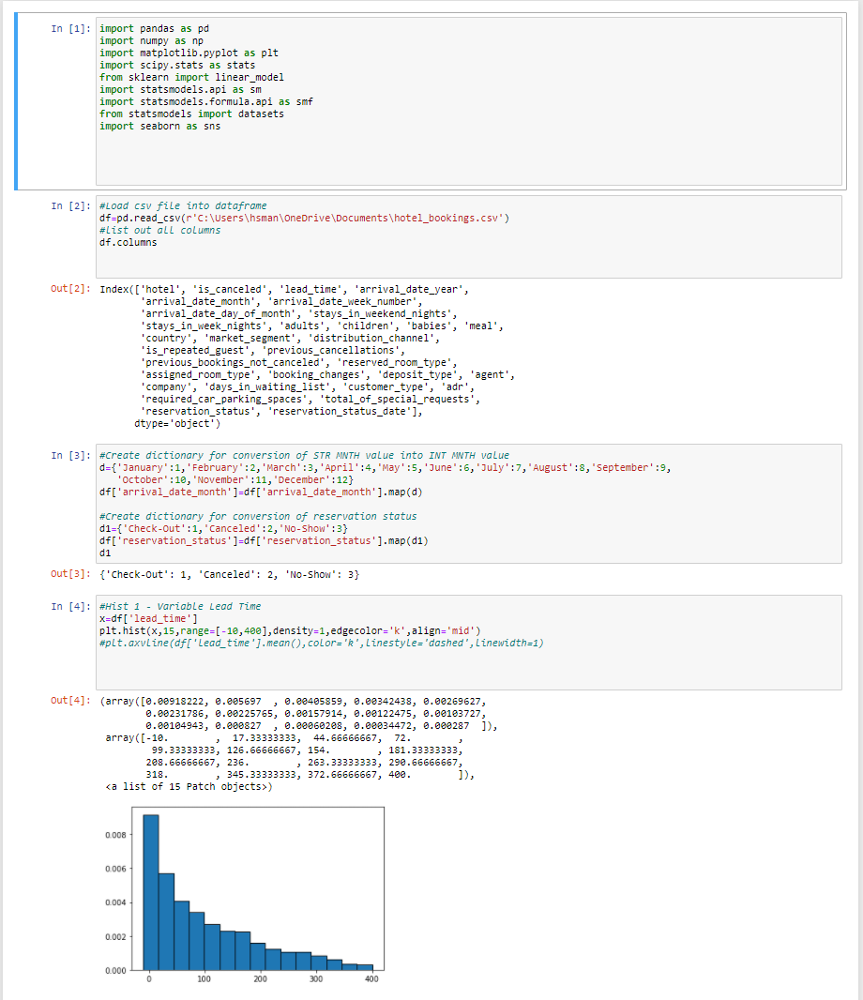 In [1]: import pandas as pd
import numpy as np
import matplotlib.pyplot as plt
import scipy.stats as stats
from sklearn import linear_model
import statsmodels.api as sm
import statsmodels.formula.api as smf
from statsmodels import datasets
import seaborn as sns
In [2]: #Load csv file into dataframe
df=pd.read_csv(r'C:\Users\hsman\OneDrive\Documents\hotel_bookings.csv')
#list out all columns
df.columns
Out[2]: Index(['hotel', 'is_canceled', 'lead_time', 'arrival_date_year',
'arrival_date_month', 'arrival_date_week_number',
'arrival_date_day_of_month', 'stays_in_weekend_nights',
'stays_in_week_nights', 'adults', 'children', 'babies', 'meal',
'country', 'market_segment', 'distribution_channel',
'is_repeated_guest', 'previous_cancellations',
'previous_bookings_not_canceled', 'reserved_room_type',
'assigned_room_type', 'booking_changes', 'deposit_type', 'agent',
'company', 'days_in_waiting_list', 'customer_type', 'adr',
'required_car_parking_spaces', 'total_of_special_requests',
'reservation_status', 'reservation_status_date'],
dtype='object')
In [3]: #Create dictionary for conversion of STR MNTH value into INT MNTH value
d={'January':1,'February':2,'March':3,'April':4,'May':5,'June':6,'July':7,'August':8,'September':9,
'October':10,'November':11,'December':12}
df['arrival_date_month']=df['arrival_date_month'].map(d)
#Create dictionary for conversion of reservation status
d1={'Check-Out':1,'Canceled':2,'No-Show':3}
df['reservation_status']=df['reservation_status'].map(d1)
d1
Out[3]: {'Check-Out': 1, 'Canceled': 2, 'No-Show': 3}
In [4]: #Hist 1 - Variable Lead Time
x=df['lead_time']
plt.hist(x,15,range=[-10,400],density=1,edgecolor='k',align='mid')
#plt.axvline(df['lead_time'].mean(),color='k',linestyle='dashed',linewidth=1)
Out[4]: (array([0.00918222, 0.005697  , 0.00405859, 0.00342438, 0.00269627,
0.00231786, 0.00225765, 0.00157914, 0.00122475, 0.00103727,
0.00104943, 0.000827  , 0.00060208, 0.00034472, 0.000287  ]),
array([-10.        ,  17.33333333,  44.66666667,  72.        ,
99.33333333, 126.66666667, 154.        , 181.33333333,
208.66666667, 236.        , 263.33333333, 290.66666667,
318.        , 345.33333333, 372.66666667, 400.        ]),
<a list of 15 Patch objects>)
0.008
0.006
0.004
0.002
0.000
0 100 200 300 400